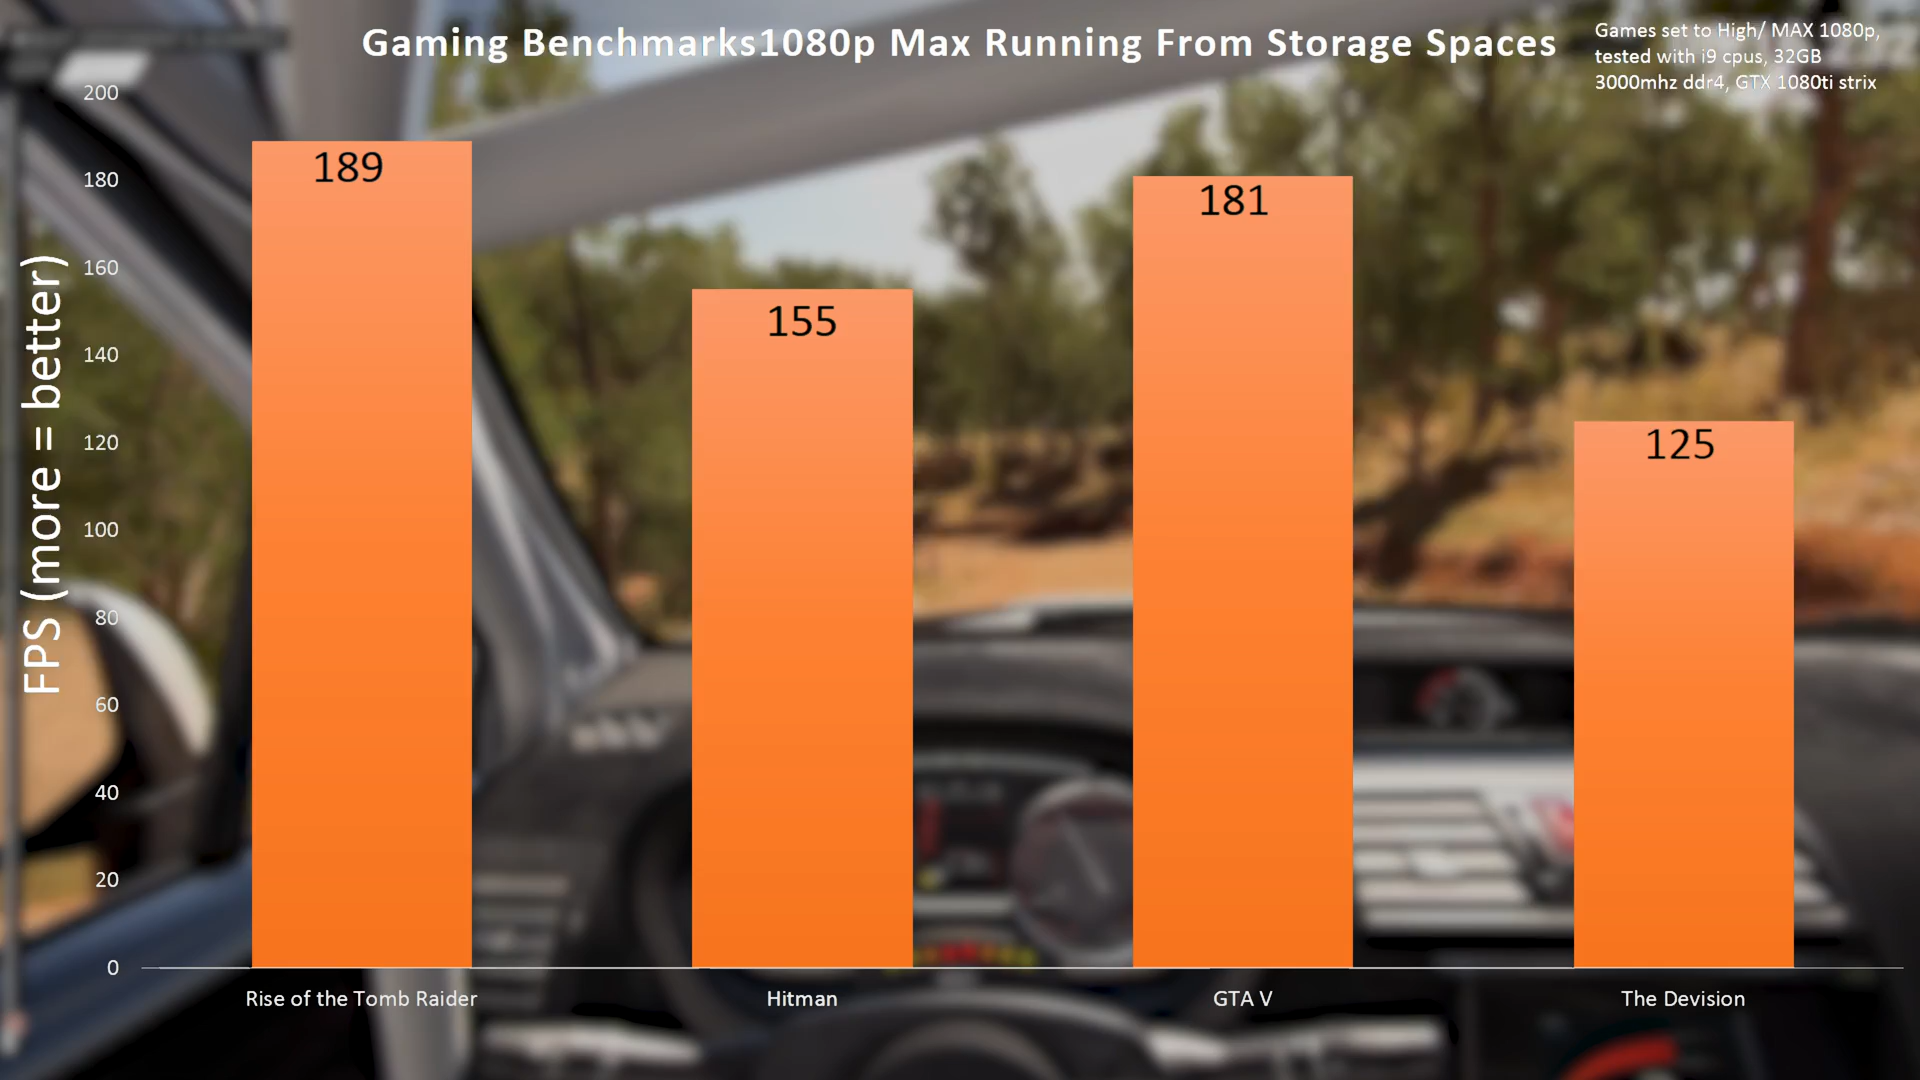 Gaming Benchmarks1080p Max Running From Storage Spaces
Games set to High/ MAX 1080p,
tested with i9 cpus, 32GB
3000mhz ddr4, GTX 1080ti strix
FPS (more = better)
200
180
160
140
120
100
80
60
40
20
0
189
155
181
125
Rise of the Tomb Raider
Hitman
GTA V
The Devision